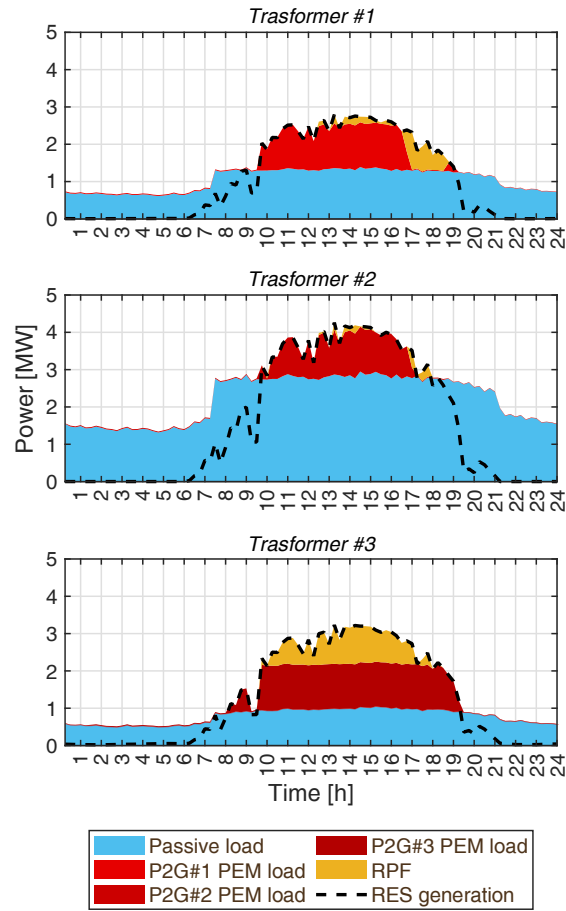 Trasformer #1
5
4
3
2
1
0
1 2 3 4 5 6 7 8 9 10 11 12 13 14 15 16 17 18 19 20 21 22 23 24
Trasformer #2
Power [MW]
5
4
3
2
1
0
1 2 3 4 5 6 7 8 9 10 11 12 13 14 15 16 17 18 19 20 21 22 23 24
Trasformer #3
5
4
3
2
1
0
1 2 3 4 5 6 7 8 9 10 11 12 13 14 15 16 17 18 19 20 21 22 23 24
Time [h]
Passive load
P2G#1 PEM load
P2G#2 PEM load
P2G#3 PEM load
RPF
RES generation